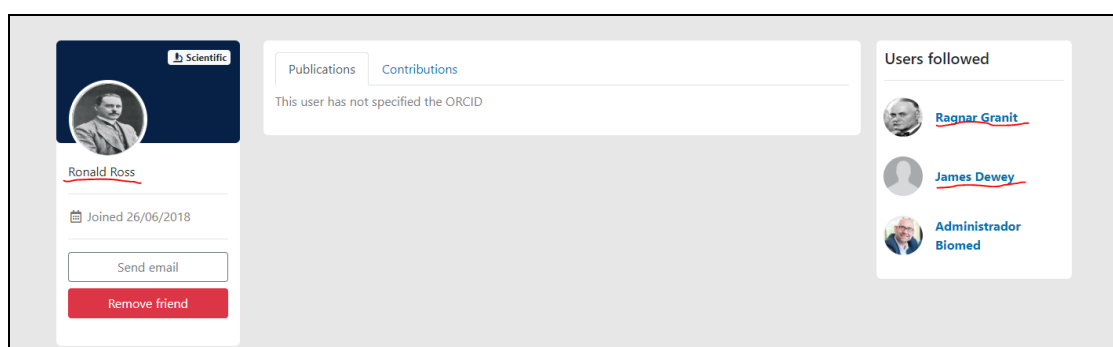 Scientific
Ronald Ross
Joined 26/06/2018
Send email
Remove friend
Publications
Contributions
This user has not specified the ORCID
Users followed
Ragnar Granit
James Dewey
Administrador
Biomed